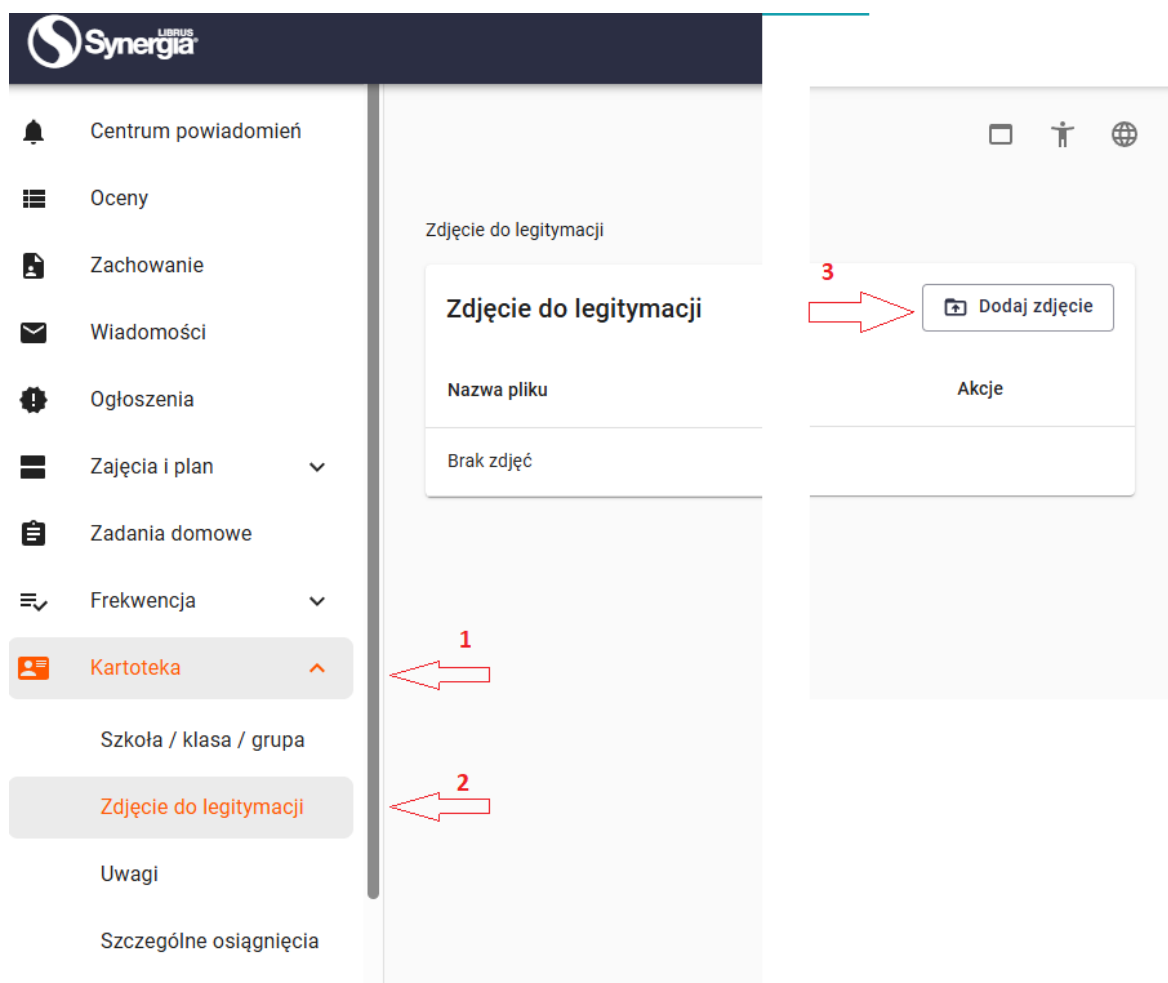 LIBRUS
Synergia
Centrum powiadomień
Oceny
Zachowanie
Wiadomości
Ogłoszenia
Zajęcia i plan
Zadania domowe
Frekwencja
Kartoteka
Szkoła / klasa / grupa
Zdjęcie do legitymacji
Uwagi
Szczególne osiągnięcia
1
2
Zdjęcie do legitymacji
Zdjęcie do legitymacji
3
Dodaj zdjęcie
Nazwa pliku
Akcje
Brak zdjęć